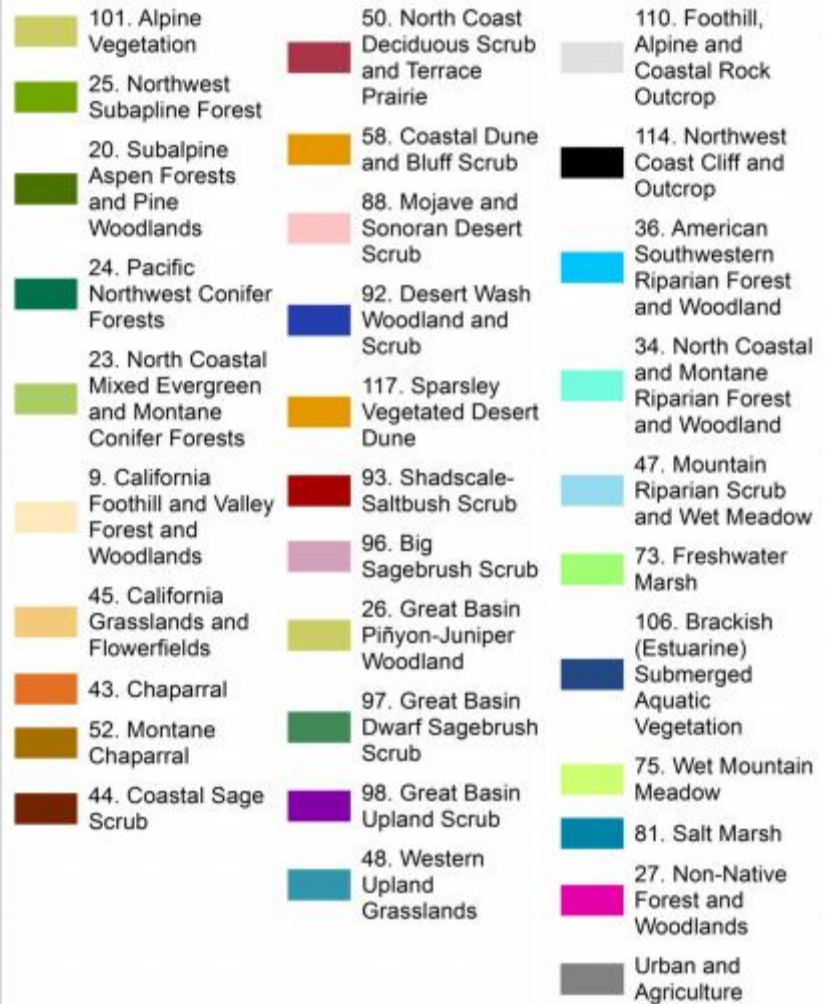 101. Alpine
Vegetation
25. Northwest
Subapline Forest
20. Subalpine
Aspen Forests
and Pine
Woodlands
24. Pacific
Northwest Conifer
Forests
23. North Coastal
Mixed Evergreen
and Montane
Conifer Forests
9. California
Foothill and Valley
Forest and
Woodlands
45. California
Grasslands and
Flowerfields
43. Chaparral
52. Montane
Chaparral
44. Coastal Sage
Scrub
50. North Coast
Deciduous Scrub
and Terrace
Prairie
58. Coastal Dune
and Bluff Scrub
88. Mojave and
Sonoran Desert
Scrub
92. Desert Wash
Woodland and
Scrub
117. Sparsley
Vegetated Desert
Dune
93. Shadscale-
Saltbush Scrub
96. Big
Sagebrush Scrub
26. Great Basin
Piñyon-Juniper
Woodland
97. Great Basin
Dwarf Sagebrush
Scrub
98. Great Basin
Upland Scrub
48. Western
Upland
Grasslands
110. Foothill,
Alpine and
Coastal Rock
Outcrop
114. Northwest
Coast Cliff and
Outcrop
36. American
Southwestern
Riparian Forest
and Woodland
34. North Coastal
and Montane
Riparian Forest
and Woodland
47. Mountain
Riparian Scrub
and Wet Meadow
73. Freshwater
Marsh
106. Brackish
(Estuarine)
Submerged
Aquatic
Vegetation
75. Wet Mountain
Meadow
81. Salt Marsh
27. Non-Native
Forest and
Woodlands
Urban and
Agriculture